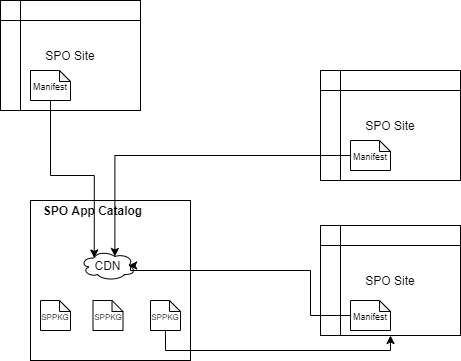 SPO Site
Manifest
SPO Site
Manifest
SPO App Catalog
CDN
SPO Site
SPPKG
SPPKG
SPPKG
Manifest